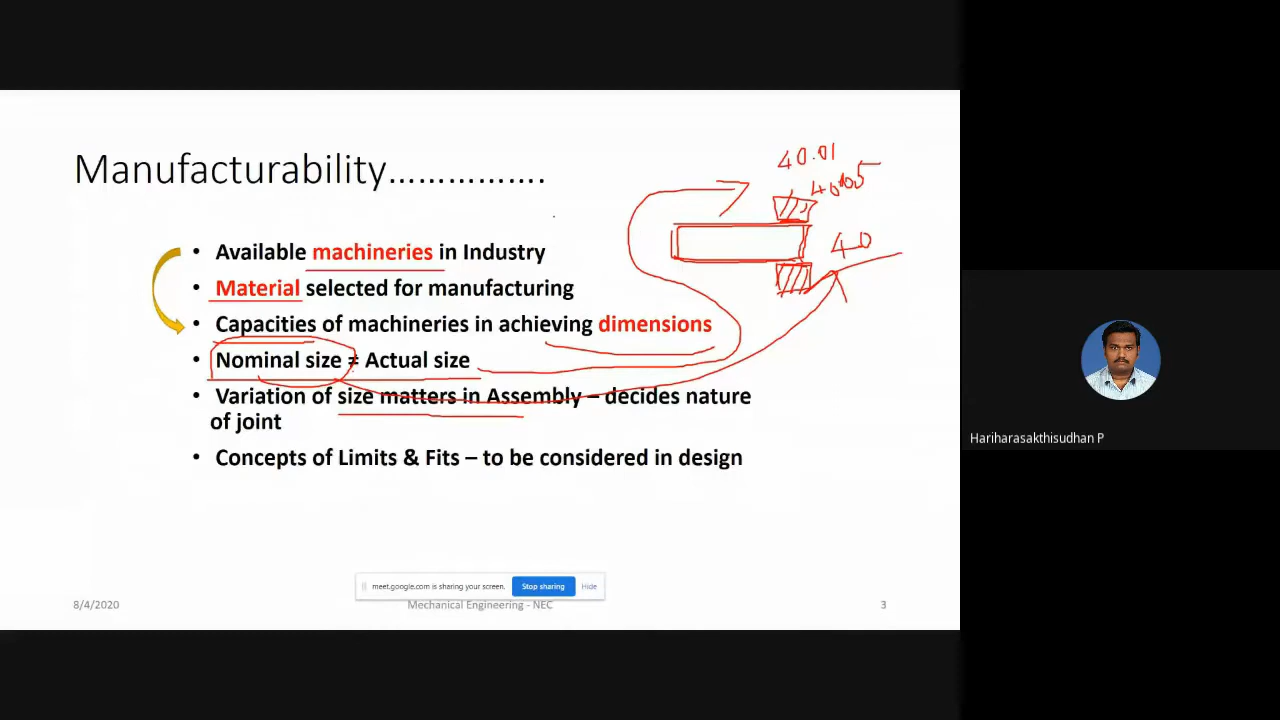 Manufacturability…………….
40.01
40
• Available machineries in Industry
• Material selected for manufacturing
• Capacities of machineries in achieving dimensions
• Nominal size ≠ Actual size
• Variation of size matters in Assembly – decides nature
of joint
• Concepts of Limits & Fits – to be considered in design
Hariharasakthisudhan P
meet.google.com is sharing your screen. Stop sharing Hide
8/4/2020 Mechanical Engineering - NEC 3